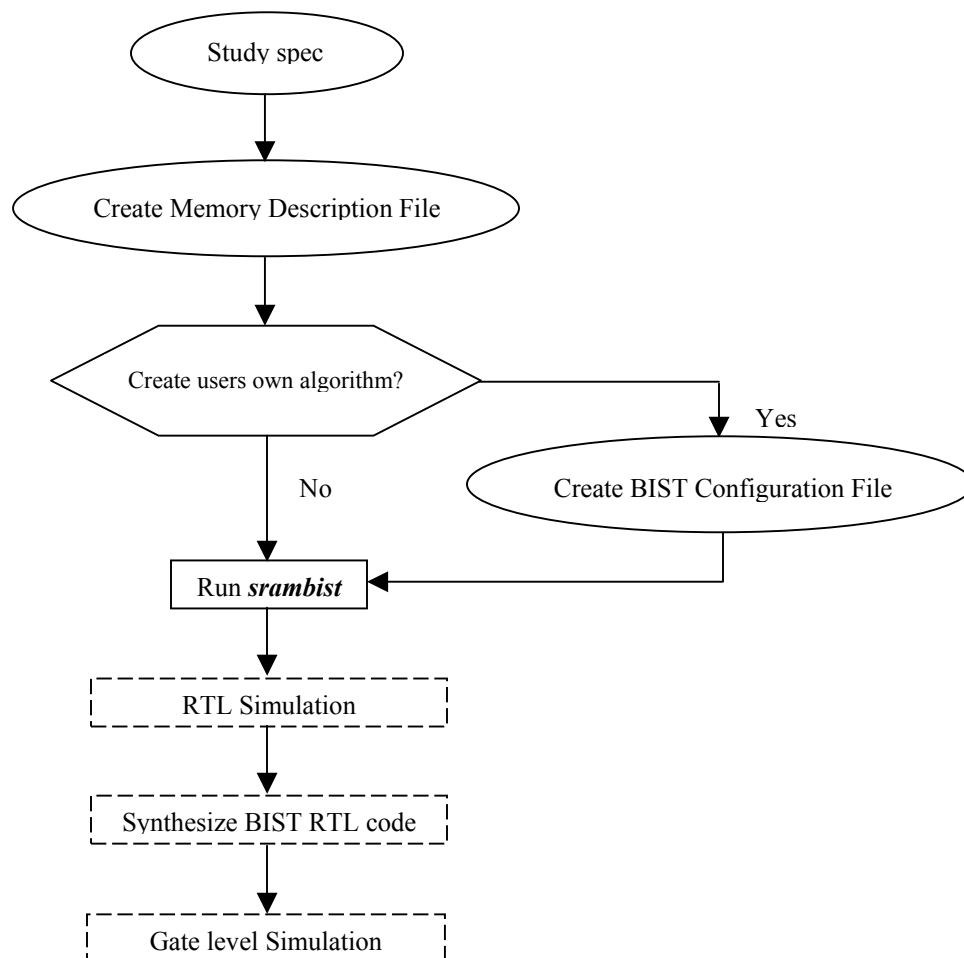 Study spec
Create Memory Description File
Create users own algorithm?
Yes
Create BIST Configuration File
No
Run srambist
RTL Simulation
Synthesize BIST RTL code
Gate level Simulation